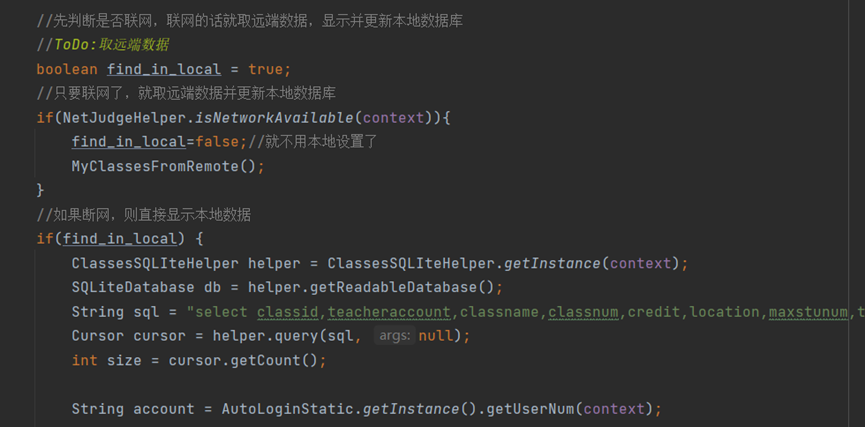 //先判断是否联网，联网的话就取远端数据，显示并更新本地数据库
//ToDo:取远端数据
boolean find_in_local = true;
//只要联网了，就取远端数据并更新本地数据库
if(NetJudgeHelper.isNetworkAvailable(context)){
find_in_local=false;//就不用本地设置了
MyClassesFromRemote();
}
//如果断网，则直接显示本地数据
if(find_in_local) {
ClassesSQLIteHelper helper = ClassesSQLIteHelper.getInstance(context);
SQLiteDatabase db = helper.getReadableDatabase();
String sql = "select classid,teacheraccount,classname,classnum,credit,location,maxstunum,t
Cursor cursor = helper.query(sql, args: null);
int size = cursor.getCount();
String account = AutoLoginStatic.getInstance().getUserNum(context);